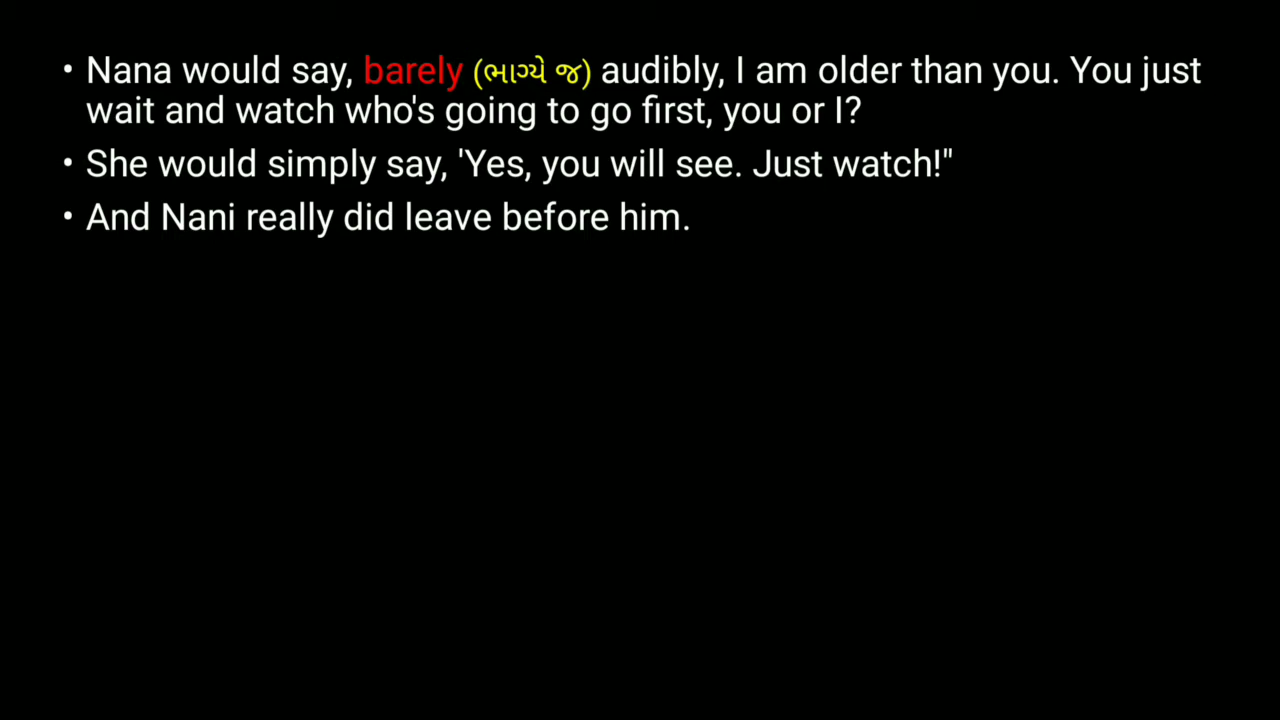 • Nana would say, barely (ભાગ્યે જ) audibly, I am older than you. You just
wait and watch who's going to go first, you or I?
• She would simply say, 'Yes, you will see. Just watch!"
• And Nani really did leave before him.